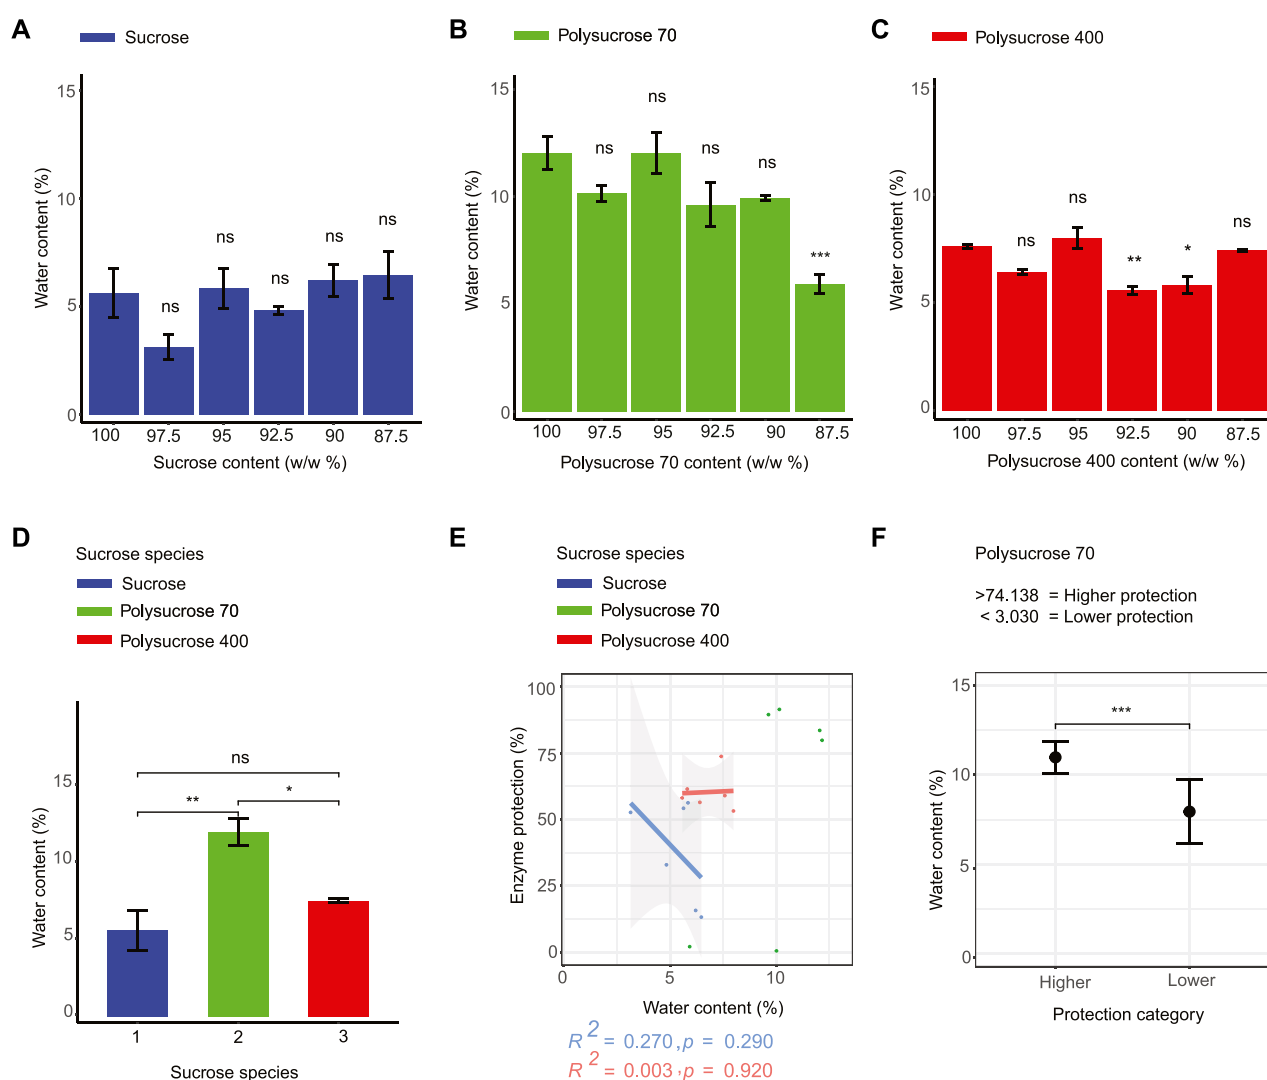 A
Sucrose
15
10
5
0
Water content (%)
ns
ns
ns
ns
ns
100 97.5 95 92.5 90 87.5
Sucrose content (w/w %)
B
Polysucrose 70
15
10
5
0
Water content (%)
ns
ns
ns
ns
***
100 97.5 95 92.5 90 87.5
Polysucrose 70 content (w/w %)
C
Polysucrose 400
15
10
5
0
Water content (%)
ns
ns
**
*
ns
100 97.5 95 92.5 90 87.5
Polysucrose 400 content (w/w %)
D
Sucrose species
Sucrose
Polysucrose 70
Polysucrose 400
15
10
5
0
Water content (%)
ns
**
*
1 2 3
Sucrose species
E
Sucrose species
Sucrose
Polysucrose 70
Polysucrose 400
100
75
50
25
0
Enzyme protection (%)
0 5 10
Water content (%)
R 2 = 0.270 , p = 0.290
R 2 = 0.003 , p = 0.920
F
Polysucrose 70
>74.138 = Higher protection
< 3.030 = Lower protection
15
10
5
0
Water content (%)
***
Higher Lower
Protection category